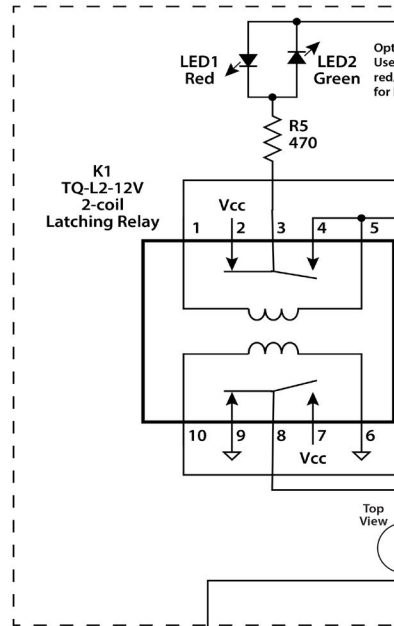 LED1
Red
LED2
Green
Opt
Use
red,
for
R5
470
K1
TQ-L2-12V
2-coil
Latching Relay
Vcc
1 2 3 4 5
10 9 8 7 6
Vcc
Top
View